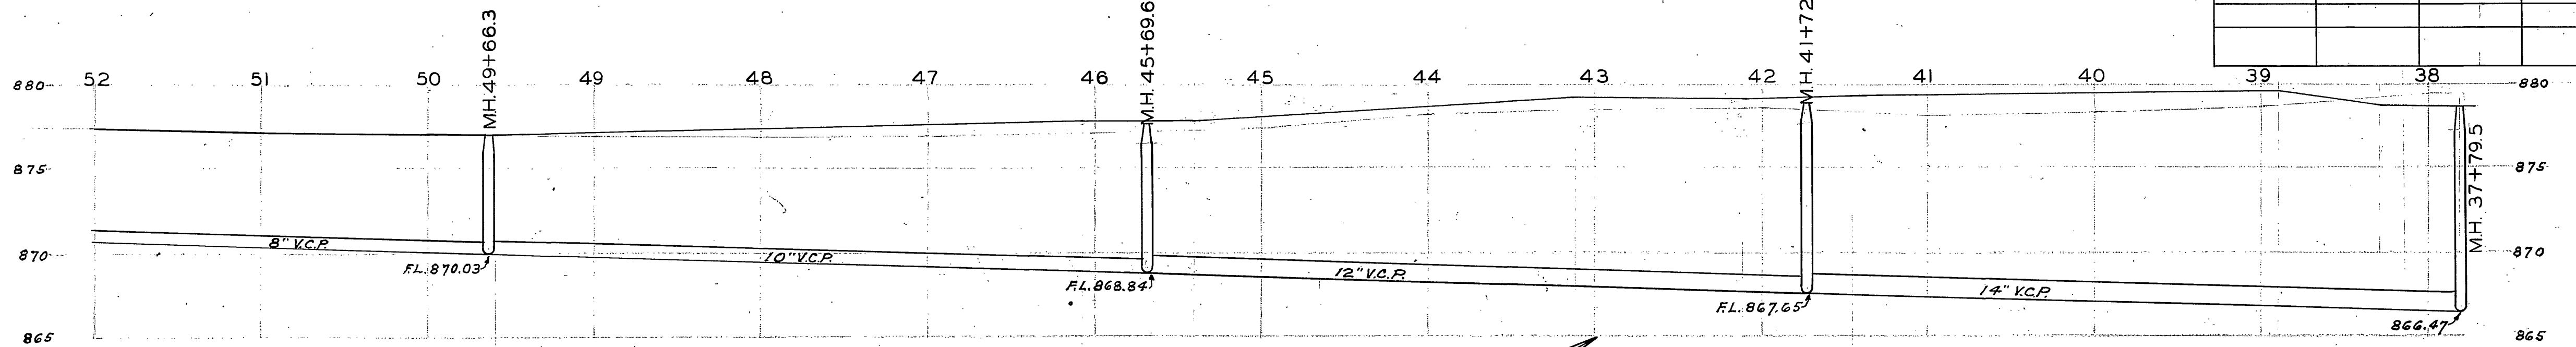 M.H. 49+66.3
M.H. 45+69.6
M.H. 41+72
880 52 51 50 49 48 47 46 45 44 43 42 41 40 39 38 880
875 875
M.H. 37+79.5
870 870
8" V.C.P.
10" V.C.P.
12" V.C.P.
14" V.C.P.
F.L. 870.03
F.L. 868.84
F.L. 867.65
866.47
865 865